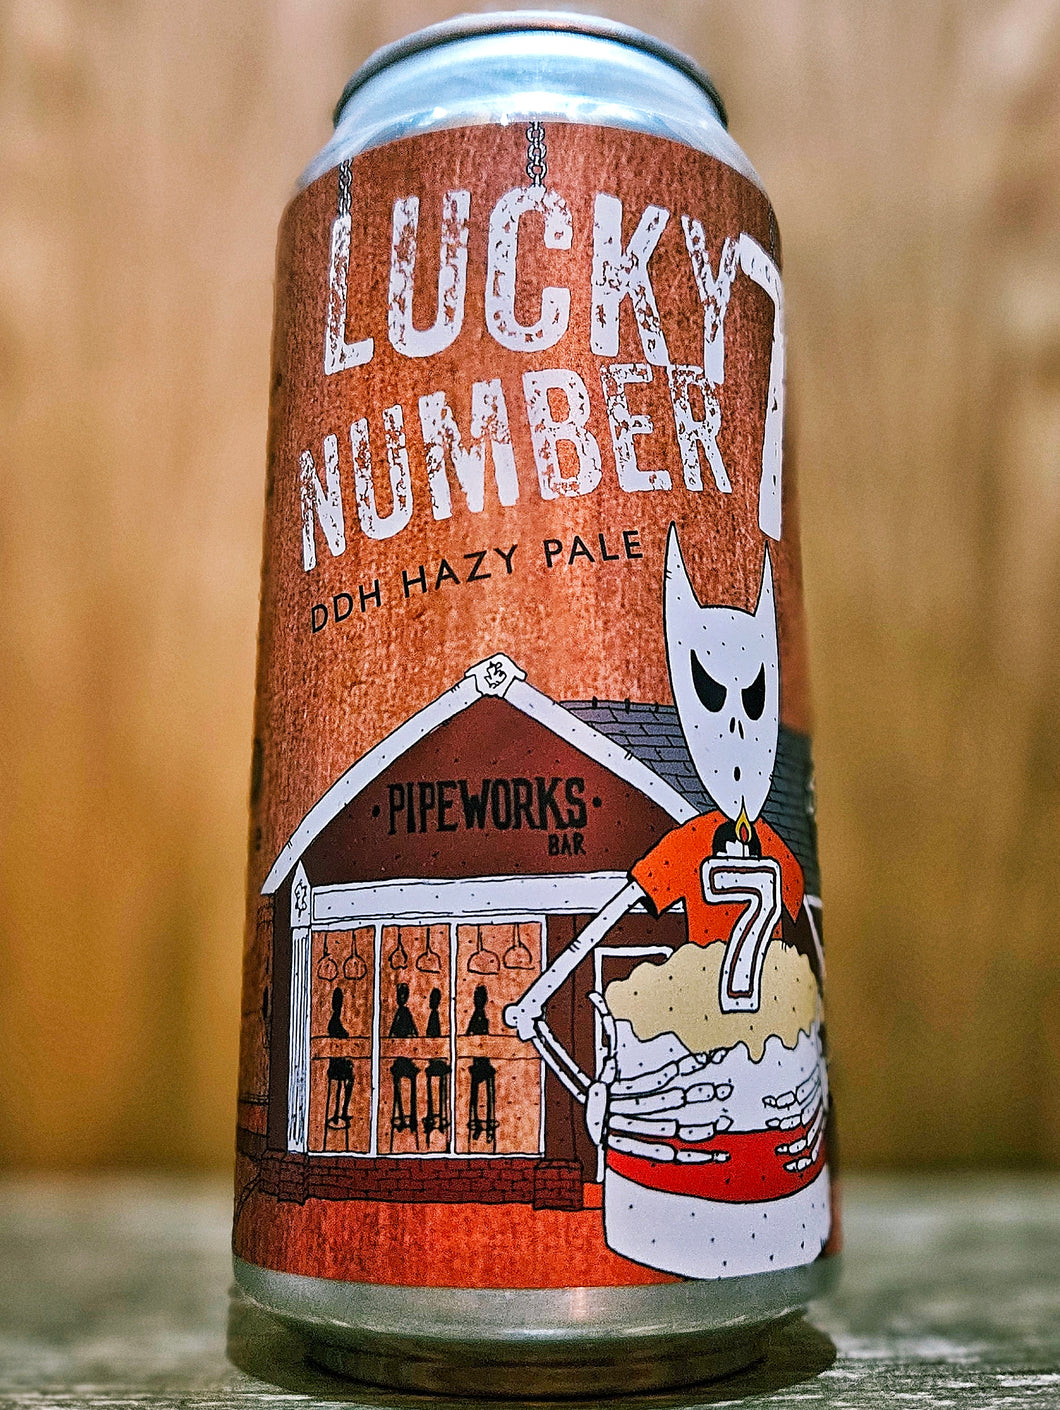 LUCKY
NUMBER 7
DDH HAZY PALE
·PIPEWORKS·
BAR
7